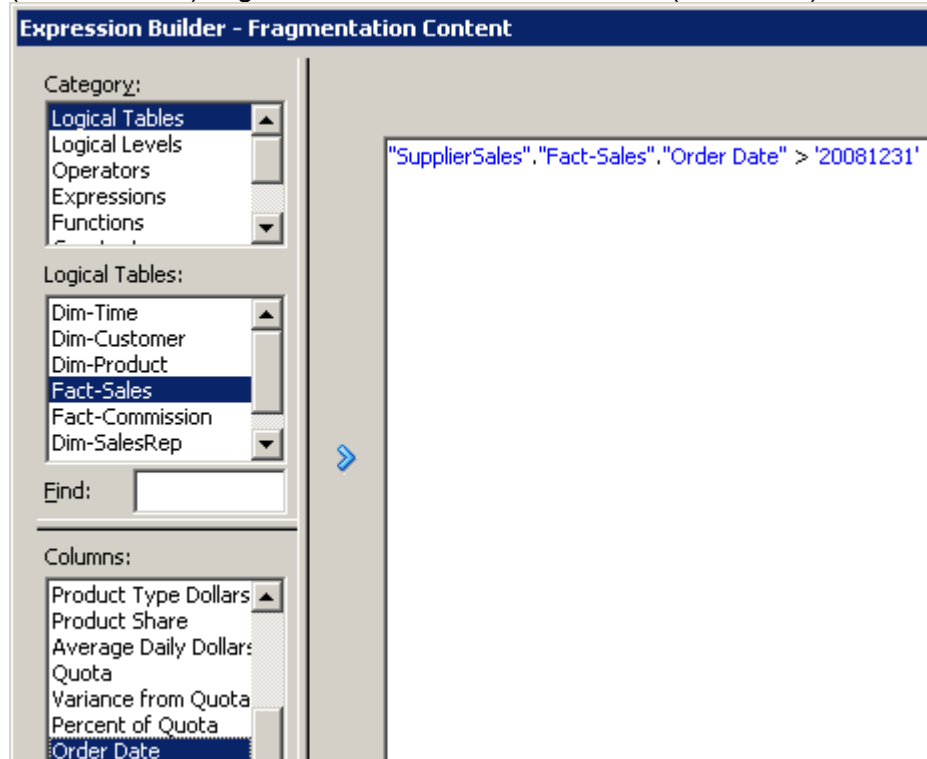 Expression Builder - Fragmentation Content
Category:
Logical Tables
Logical Levels
Operators
Expressions
Functions
"SupplierSales"."Fact-Sales"."Order Date" > '20081231'
Logical Tables:
Dim-Time
Dim-Customer
Dim-Product
Fact-Sales
Fact-Commission
Dim-SalesRep
Find:
Columns:
Product Type Dollars
Product Share
Average Daily Dollars
Quota
Variance from Quota
Percent of Quota
Order Date